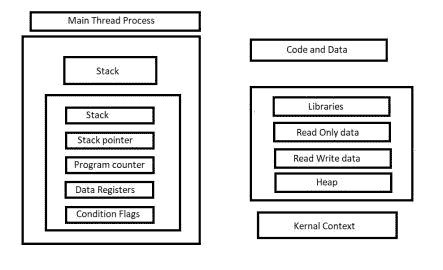 Main Thread Process
Stack
Stack
Stack pointer
Program counter
Data Registers
Condition Flags
Code and Data
Libraries
Read Only data
Read Write data
Heap
Kernal Context